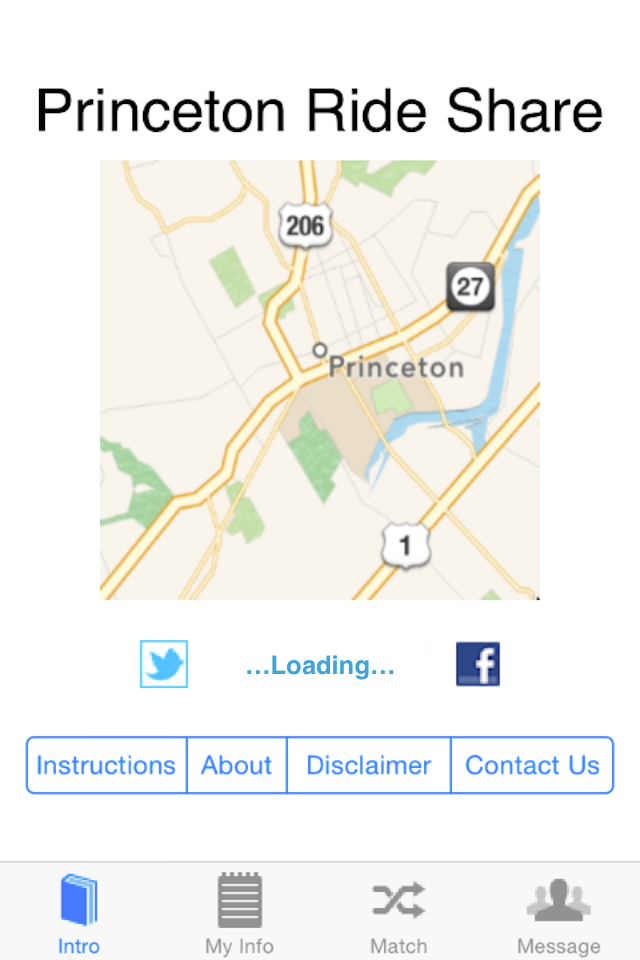 Princeton Ride Share
206
27
Princeton
1
...Loading...
Instructions About Disclaimer Contact Us
Intro My Info Match Message